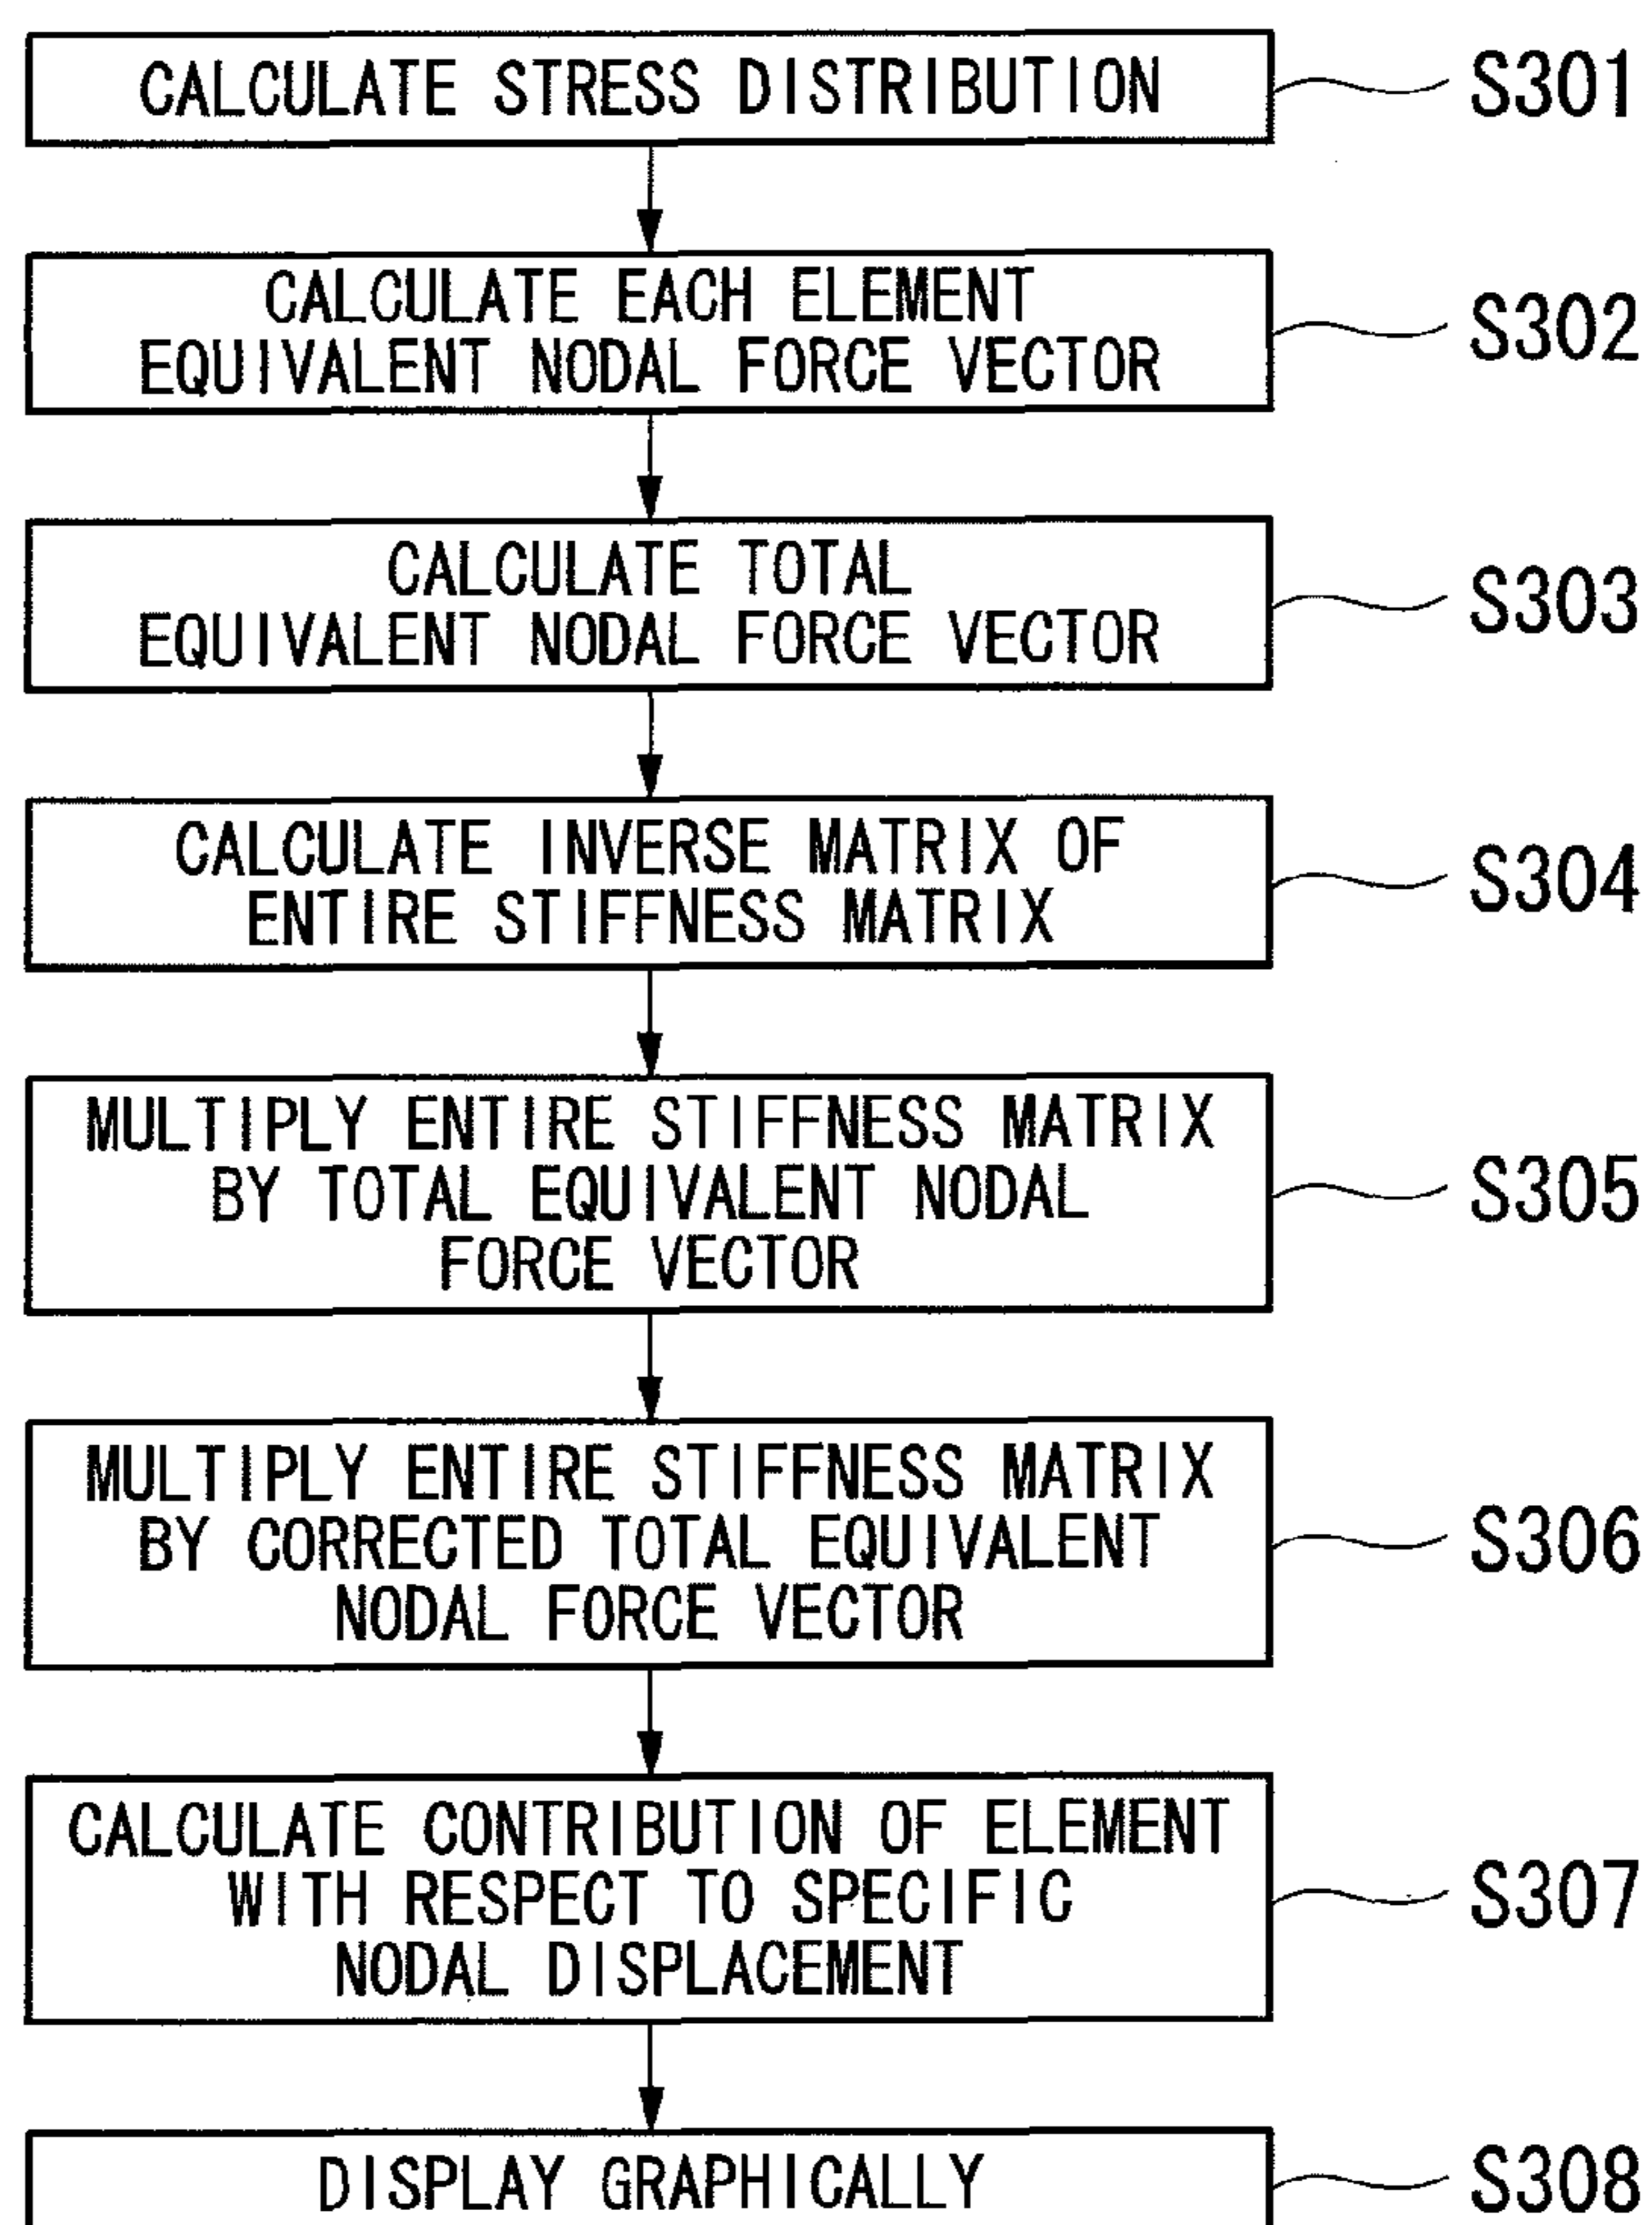 CALCULATE STRESS DISTRIBUTION
S301
CALCULATE EACH ELEMENT
EQUIVALENT NODAL FORCE VECTOR
S302
CALCULATE TOTAL
EQUIVALENT NODAL FORCE VECTOR
S303
CALCULATE INVERSE MATRIX OF
ENTIRE STIFFNESS MATRIX
S304
MULTIPLY ENTIRE STIFFNESS MATRIX
BY TOTAL EQUIVALENT NODAL
FORCE VECTOR
S305
MULTIPLY ENTIRE STIFFNESS MATRIX
BY CORRECTED TOTAL EQUIVALENT
NODAL FORCE VECTOR
S306
CALCULATE CONTRIBUTION OF ELEMENT
WITH RESPECT TO SPECIFIC
NODAL DISPLACEMENT
S307
DISPLAY GRAPHICALLY
S308